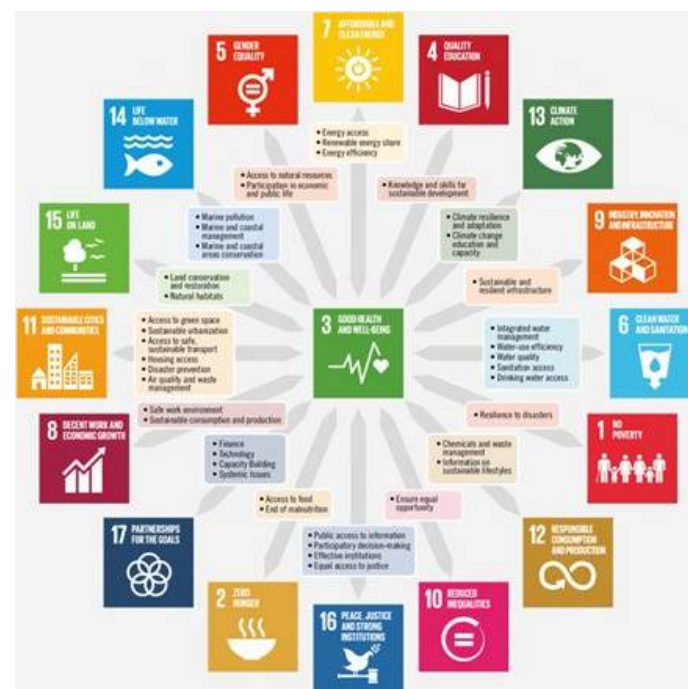 7 AFFORDABLE AND
CLEAN ENERGY
5 GENDER
EQUALITY
4 QUALITY
EDUCATION
14 LIFE
BELOW WATER
13 CLIMATE
ACTION
• Energy access
• Renewable energy share
• Energy efficiency
• Access to natural resources
• Participation in economic
and public life
• Knowledge and skills for
sustainable development
15 LIFE
ON LAND
• Marine pollution
• Marine and coastal
management
• Marine and coastal
areas conservation
• Climate resilience
and adaptation
• Climate change
education and
capacity
9 INDUSTRY, INNOVATION
AND INFRASTRUCTURE
• Land conservation
and restoration
• Natural habitats
• Sustainable and
resilient infrastructure
11 SUSTAINABLE CITIES
AND COMMUNITIES
• Access to green space
• Sustainable urbanization
• Access to safe,
sustainable transport
• Housing access
• Disaster prevention
• Air quality and waste
management
3 GOOD HEALTH
AND WELL-BEING
• Integrated water
management
• Water-use efficiency
• Water quality
• Sanitation access
• Drinking water access
6 CLEAN WATER
AND SANITATION
8 DECENT WORK AND
ECONOMIC GROWTH
• Safe work environment
• Sustainable consumption and production
• Resilience to disasters
1 NO
POVERTY
• Finance
• Technology
• Capacity Building
• Systemic Issues
• Chemicals and waste
management
• Information on
sustainable lifestyles
17 PARTNERSHIPS
FOR THE GOALS
• Access to food
• End of malnutrition
• Ensure equal
opportunity
12 RESPONSIBLE
CONSUMPTION
AND PRODUCTION
• Public access to information
• Participatory decision-making
• Effective institutions
• Equal access to justice
2 ZERO
HUNGER
16 PEACE, JUSTICE
AND STRONG
INSTITUTIONS
10 REDUCED
INEQUALITIES